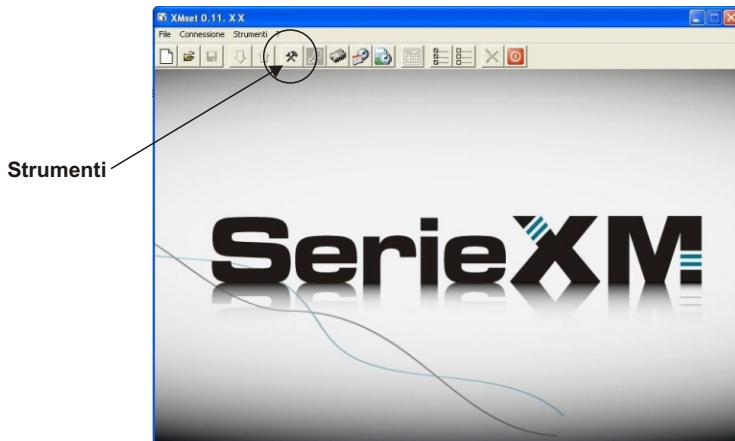 XMset 0.11. X X
File Connessione Strumenti ?
Strumenti
SerieXM